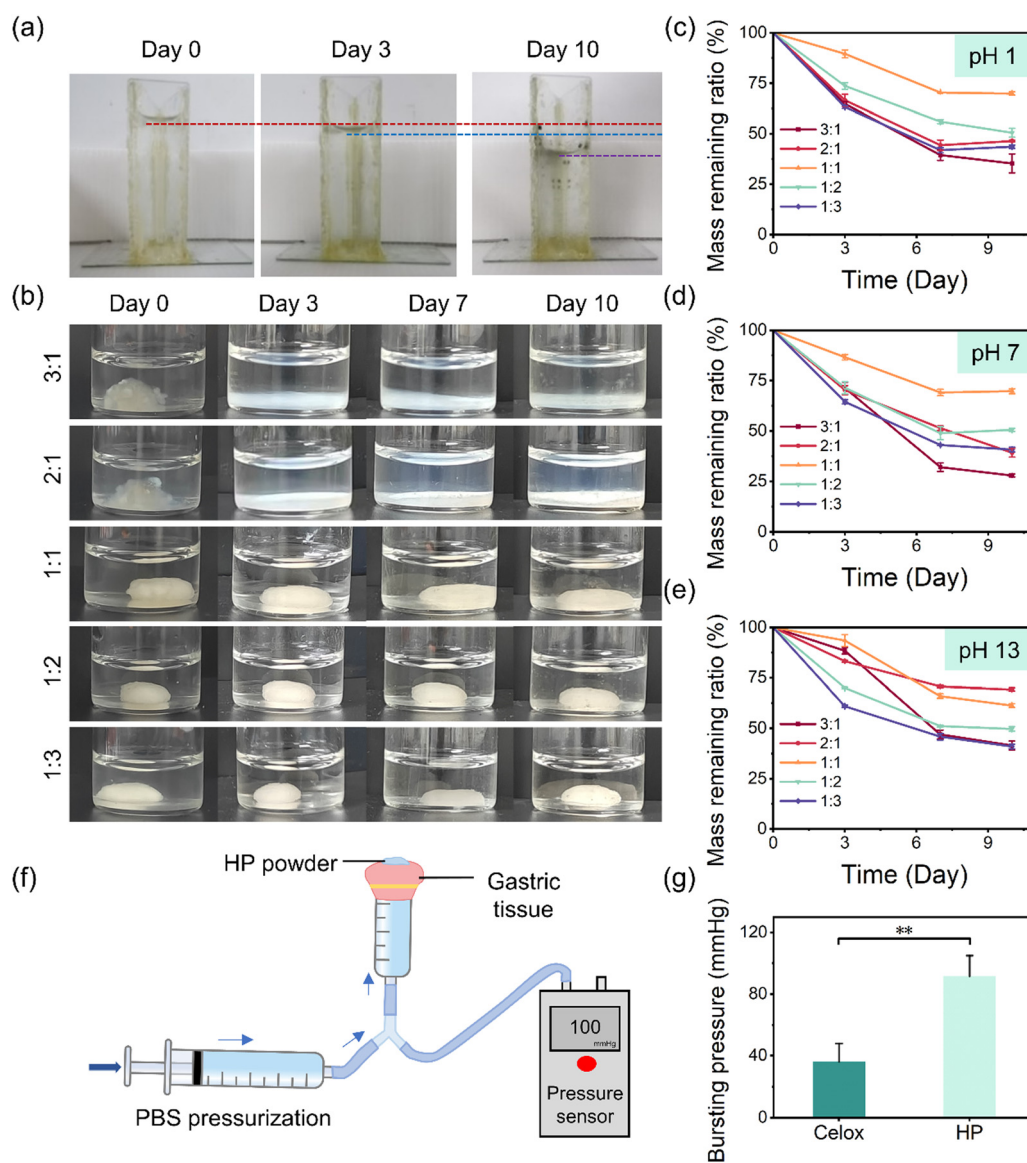 (a)
Day 0 Day 3 Day 10
(b)
Day 0 Day 3 Day 7 Day 10
3:1
2:1
1:1
1:2
1:3
(c)
Mass remaining ratio (%)
100
75
50
25
0
pH 1
3:1
2:1
1:1
1:2
1:3
0 3 6 9
Time (Day)
(d)
Mass remaining ratio (%)
100
75
50
25
0
pH 7
3:1
2:1
1:1
1:2
1:3
0 3 6 9
Time (Day)
(e)
Mass remaining ratio (%)
100
75
50
25
0
pH 13
3:1
2:1
1:1
1:2
1:3
0 3 6 9
Time (Day)
(f)
HP powder
Gastric
tissue
100
mmHg
Pressure
sensor
PBS pressurization
(g)
Bursting pressure (mmHg)
120
80
40
0
**
Celox HP